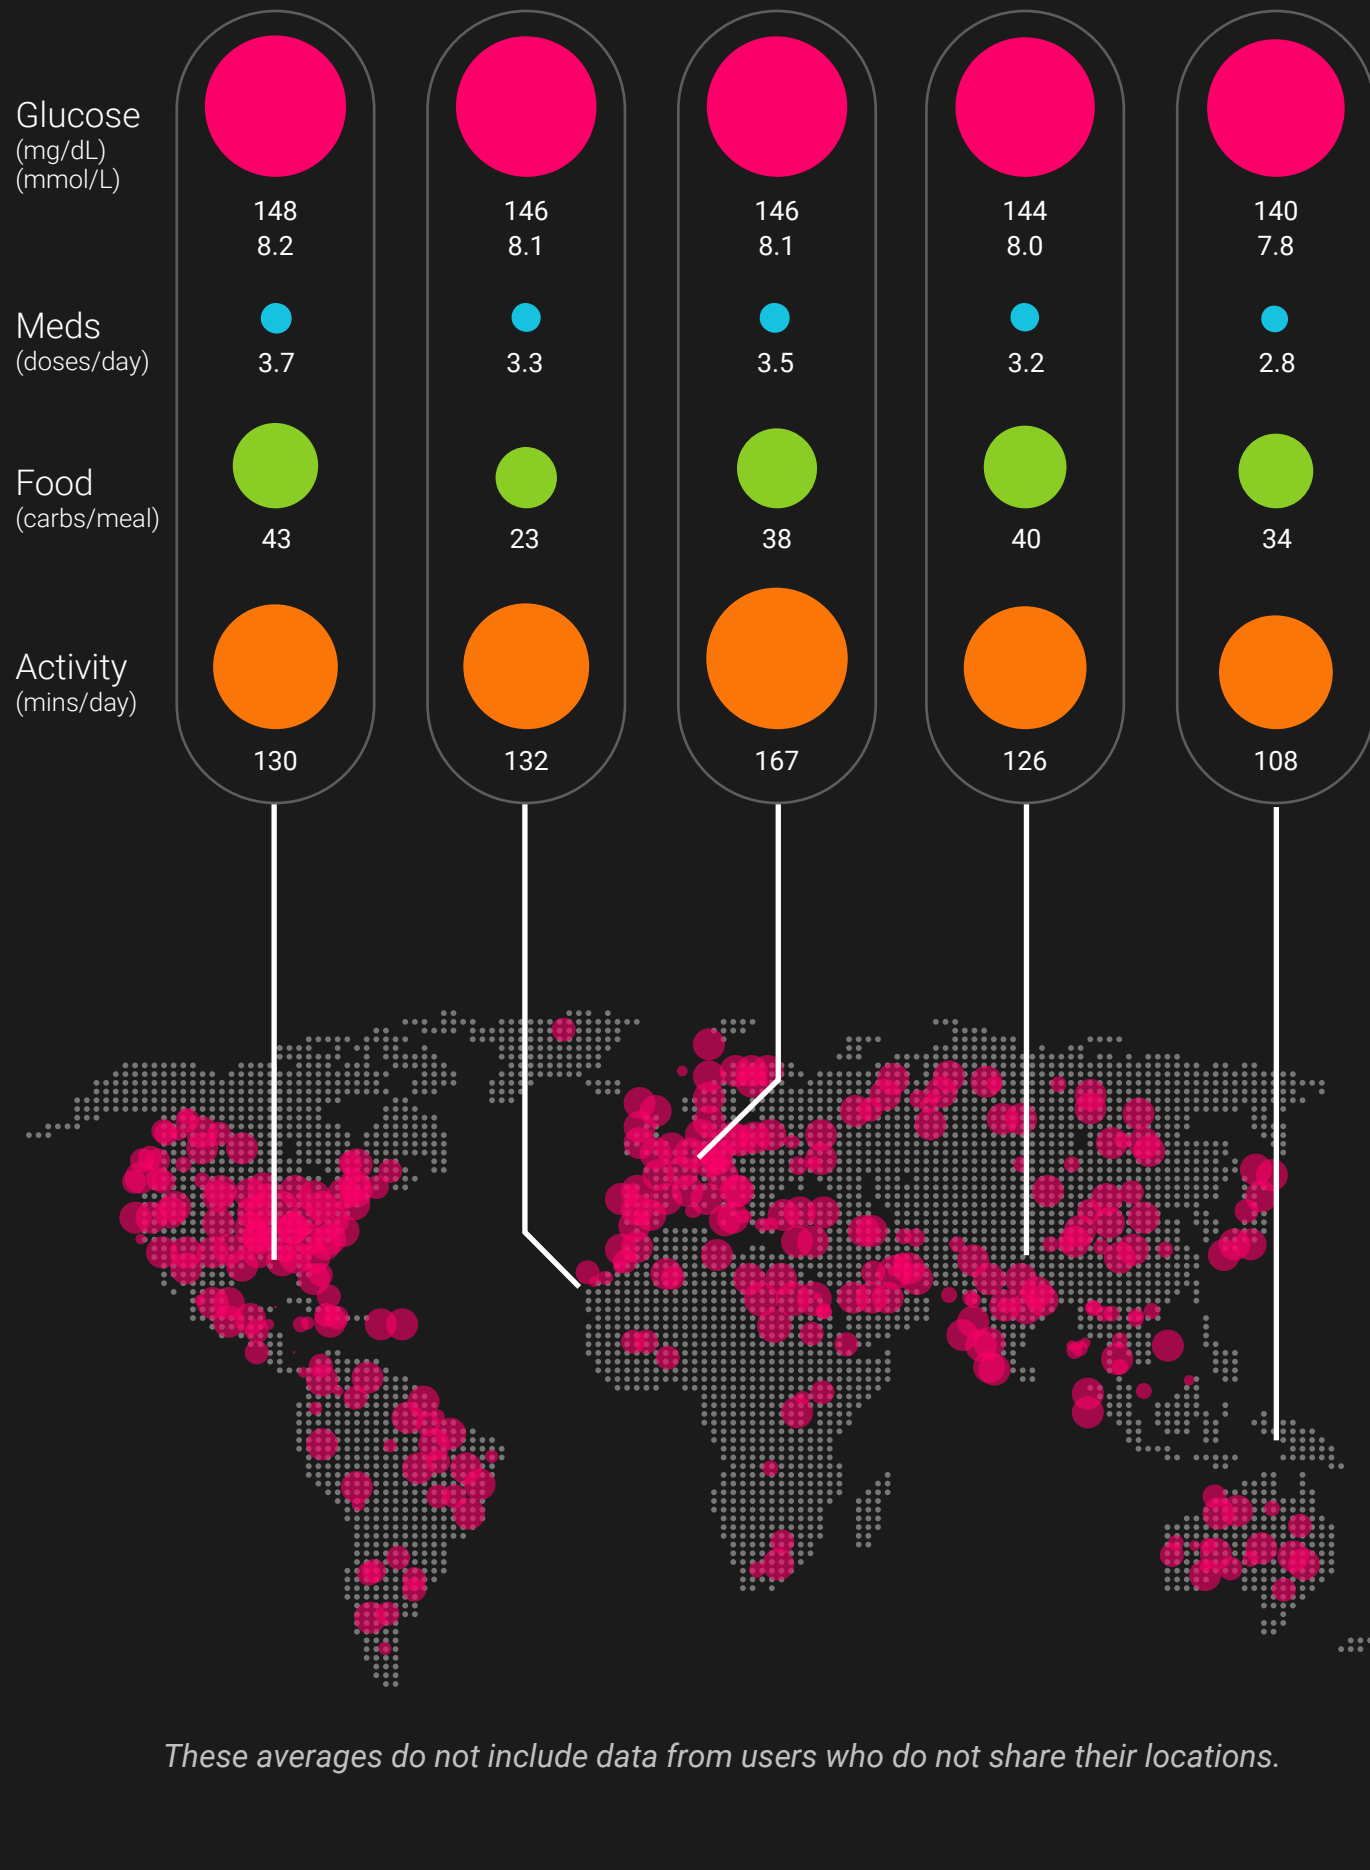 Glucose
(mg/dL)
(mmol/L)
148 146 146 144 140
8.2 8.1 8.1 8.0 7.8
Meds
(doses/day)
3.7 3.3 3.5 3.2 2.8
Food
(carbs/meal)
43 23 38 40 34
Activity
(mins/day)
130 132 167 126 108
These averages do not include data from users who do not share their locations.